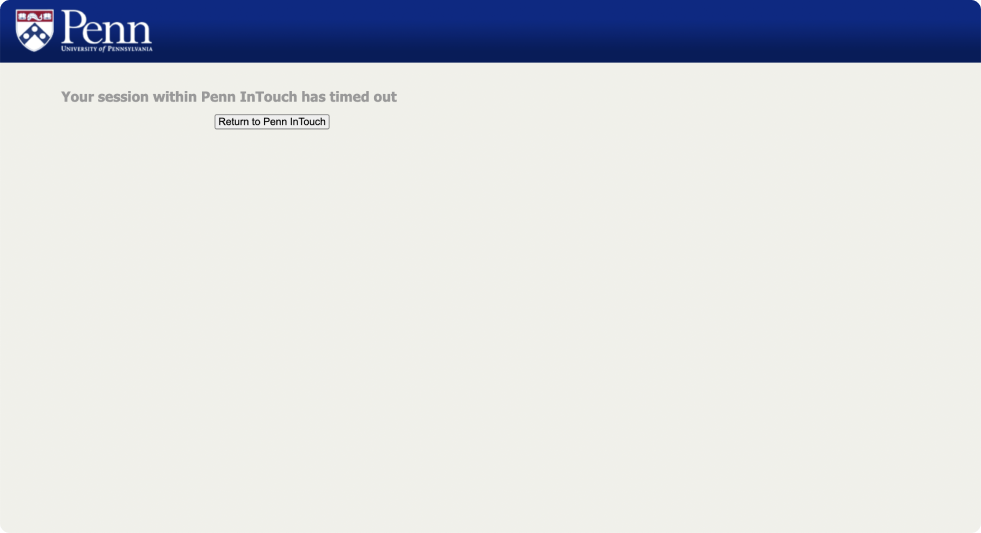 Penn
UNIVERSITY of PENNSYLVANIA
Your session within Penn InTouch has timed out
Return to Penn InTouch